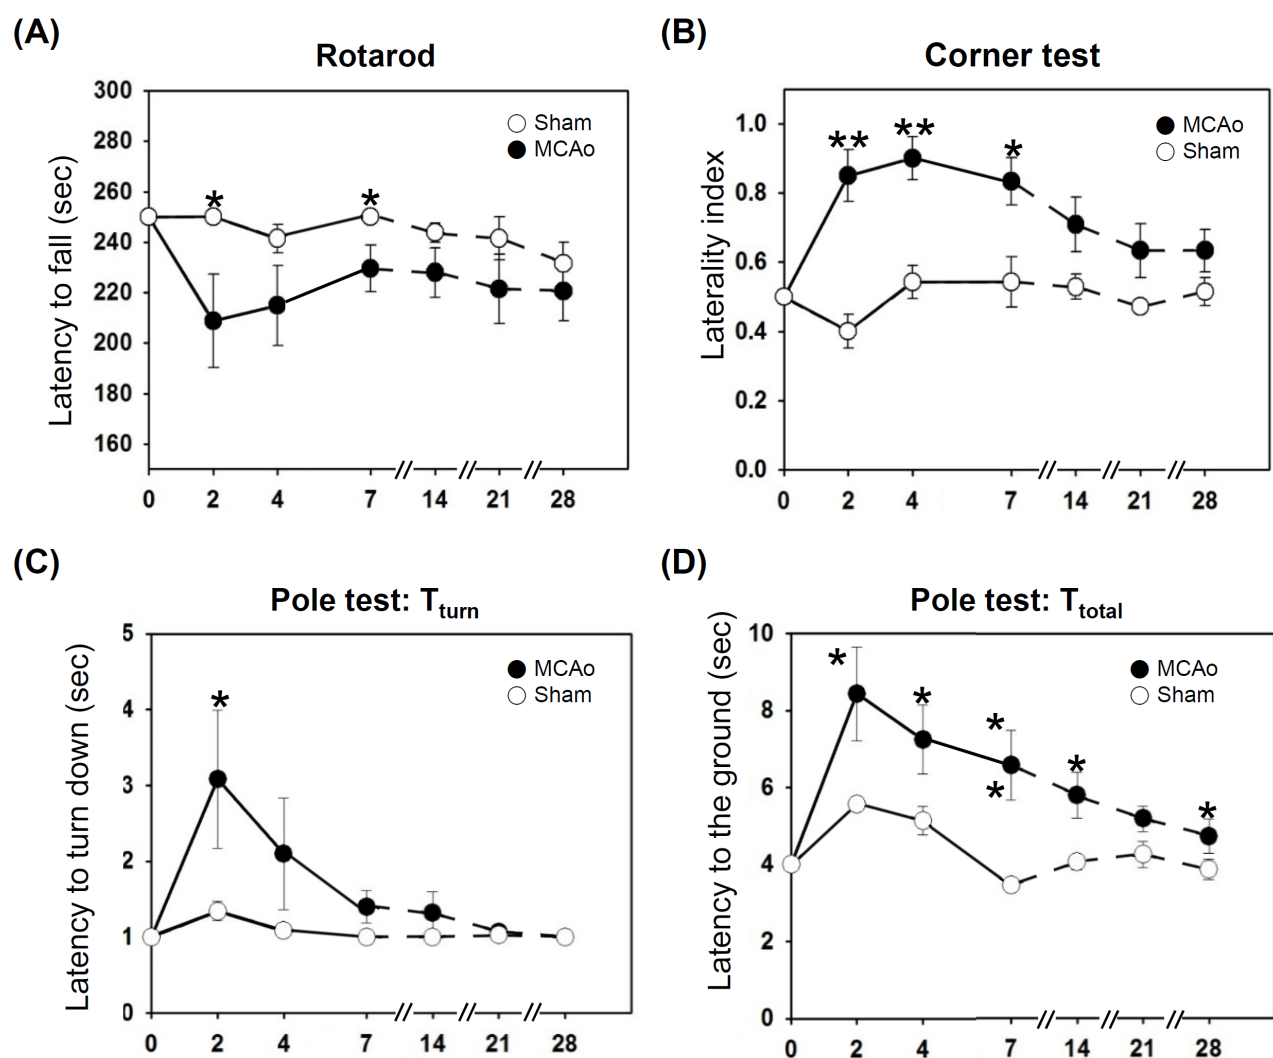 (A)
Rotarod
Latency to fall (sec)
300
280
260
240
220
200
180
160
Sham
MCAo
* *
0 2 4 7 // 14 // 21 // 28
(B)
Corner test
Laterality index
1.0
0.8
0.6
0.4
0.2
0.0
MCAo
Sham
** ** *
0 2 4 7 // 14 // 21 // 28
(C)
Pole test: Tturn
Latency to turn down (sec)
5
4
3
2
1
0
MCAo
Sham
*
0 2 4 7 // 14 // 21 // 28
(D)
Pole test: Ttotal
Latency to the ground (sec)
10
8
6
4
2
0
MCAo
Sham
* * * * * *
0 2 4 7 // 14 // 21 // 28